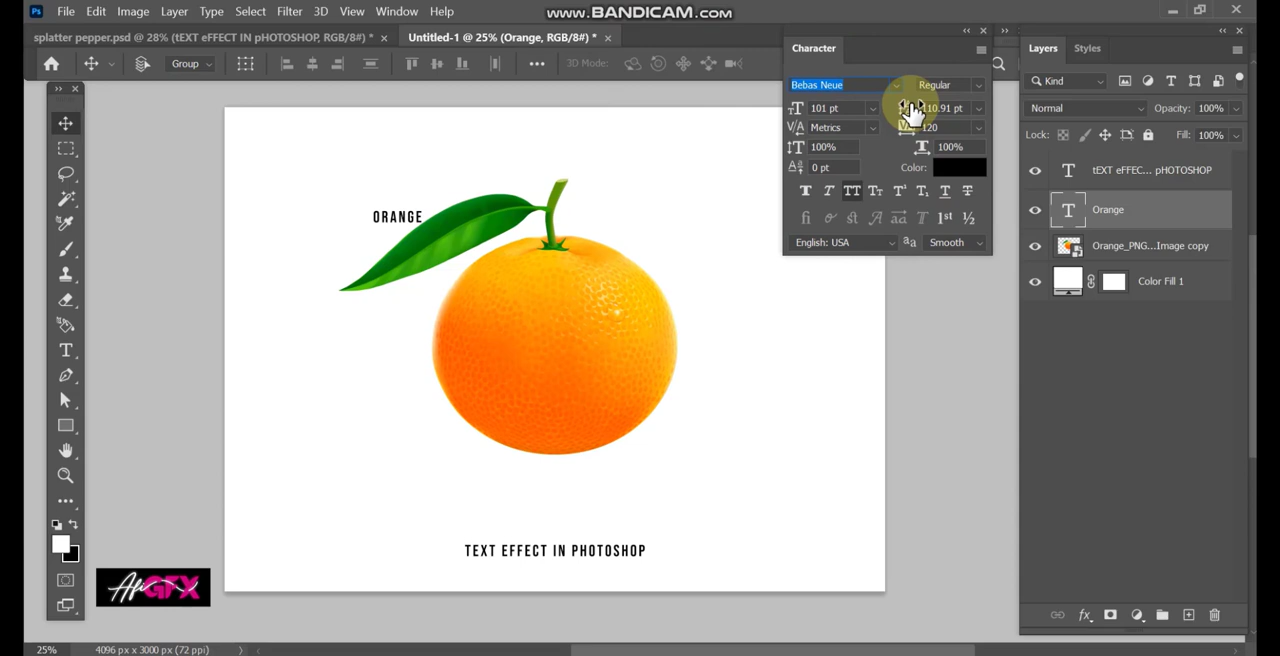 www.BANDICAM.com
Ps File Edit Image Layer Type Select Filter 3D View Window Help
splatter pepper.psd @ 28% (tEXT eFFECT IN pHOTOSHOP, RGB/8#) * ×
Untitled-1 @ 25% (Orange, RGB/8#) * ×
Group
3D Mode:
Character
Bebas Neue Regular
101 pt 110.91 pt
Metrics 120
100% 100%
0 pt Color:
English: USA Smooth
Layers Styles
Kind
Normal Opacity: 100%
Lock: Fill: 100%
tEXT eFFEC... pHOTOSHOP
Orange
Orange_PNG...Image copy
Color Fill 1
ORANGE
TEXT EFFECT IN PHOTOSHOP
Afi GFX
25% 4096 px x 3000 px (72 ppi)